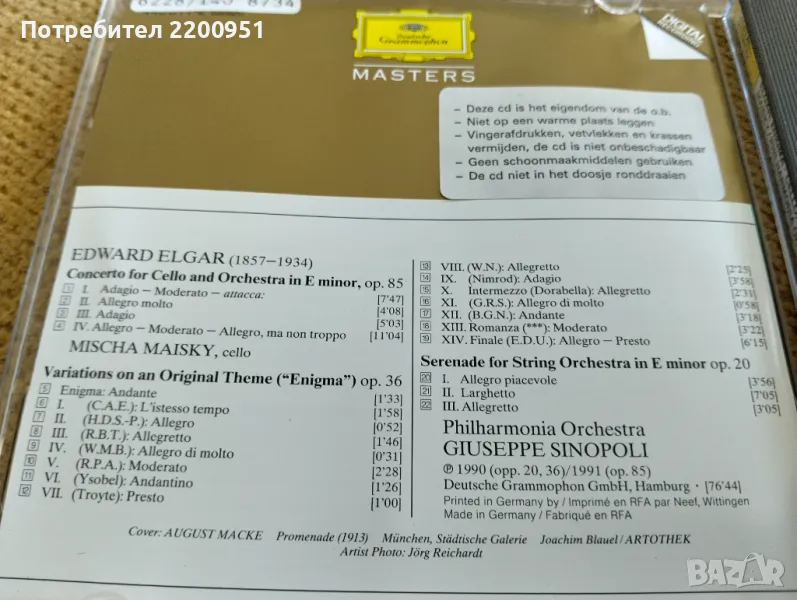 Потребител 2200951
6228/140 8734
Deutsche
Grammophon
MASTERS
DIGITAL
RECORDING
– Deze cd is het eigendom van de o.b.
– Niet op een warme plaats leggen
– Vingerafdrukken, vetvlekken en krassen
vermijden, de cd is niet onbeschadigbaar
– Geen schoonmaakmiddelen gebruiken
– De cd niet in het doosje ronddraaien
EDWARD ELGAR (1857–1934)
Concerto for Cello and Orchestra in E minor, op. 85
1 I. Adagio – Moderato – attacca: [7'47]
2 II. Allegro molto [4'08]
3 III. Adagio [5'03]
4 IV. Allegro – Moderato – Allegro, ma non troppo [11'04]
MISCHA MAISKY, cello
Variations on an Original Theme ("Enigma") op. 36
5 Enigma: Andante [1'33]
6 I. (C.A.E.): L'istesso tempo [1'58]
7 II. (H.D.S.-P.): Allegro [0'52]
8 III. (R.B.T.): Allegretto [1'46]
9 IV. (W.M.B.): Allegro di molto [0'31]
10 V. (R.P.A.): Moderato [2'28]
11 VI. (Ysobel): Andantino [1'26]
12 VII. (Troyte): Presto [1'00]
13 VIII. (W.N.): Allegretto [2'25]
14 IX. (Nimrod): Adagio [3'58]
15 X. Intermezzo (Dorabella): Allegretto [2'31]
16 XI. (G.R.S.): Allegro di molto [0'58]
17 XII. (B.G.N.): Andante [3'18]
18 XIII. Romanza (***): Moderato [3'22]
19 XIV. Finale (E.D.U.): Allegro – Presto [6'15]
Serenade for String Orchestra in E minor op. 20
20 I. Allegro piacevole [3'56]
21 II. Larghetto [7'05]
22 III. Allegretto [3'05]
Philharmonia Orchestra
GIUSEPPE SINOPOLI
℗ 1990 (opp. 20, 36)/1991 (op. 85)
Deutsche Grammophon GmbH, Hamburg · [76'44]
Printed in Germany by / Imprimé en RFA par Neef, Wittingen
Made in Germany / Fabriqué en RFA
Cover: AUGUST MACKE Promenade (1913) München, Städtische Galerie Joachim Blauel/ARTOTHEK
Artist Photo: Jörg Reichardt
BAZAR